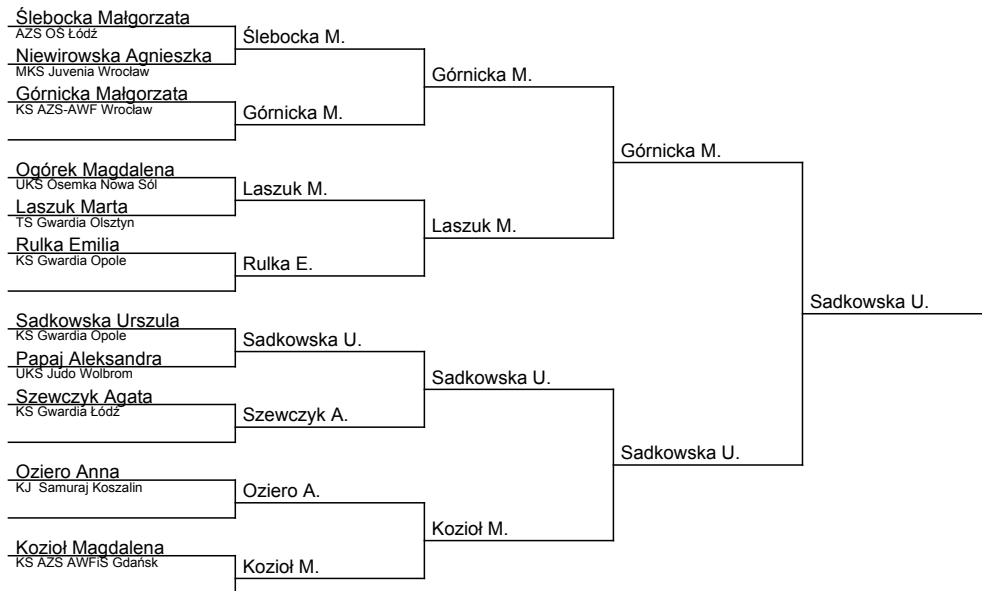 Ślebocka Małgorzata
AZS OŚ Łódź
Niewirowska Agnieszka
MKS Juvenia Wrocław
Górnicka Małgorzata
KS AZS-AWF Wrocław
Ogórek Magdalena
UKS Ósemka Nowa Sól
Laszuk Marta
TS Gwardia Olsztyn
Rulka Emilia
KS Gwardia Opole
Sadkowska Urszula
KS Gwardia Opole
Papaj Aleksandra
UKS Judo Wolbrom
Szewczyk Agata
KS Gwardia Łódź
Oziero Anna
KJ Samuraj Koszalin
Kozioł Magdalena
KS AZS AWFiS Gdańsk
Ślebocka M.
Górnicka M.
Laszuk M.
Rulka E.
Sadkowska U.
Szewczyk A.
Oziero A.
Kozioł M.
Górnicka M.
Laszuk M.
Sadkowska U.
Kozioł M.
Górnicka M.
Sadkowska U.
Sadkowska U.